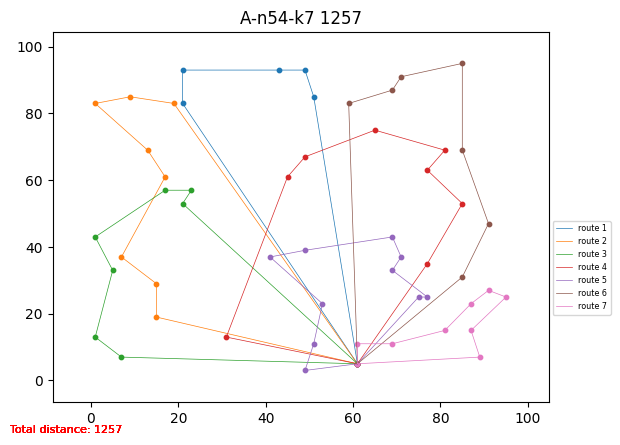 A-n54-k7 1257
100
80
60
40
20
0
0 20 40 60 80 100
route 1
route 2
route 3
route 4
route 5
route 6
route 7
Total distance: 1257